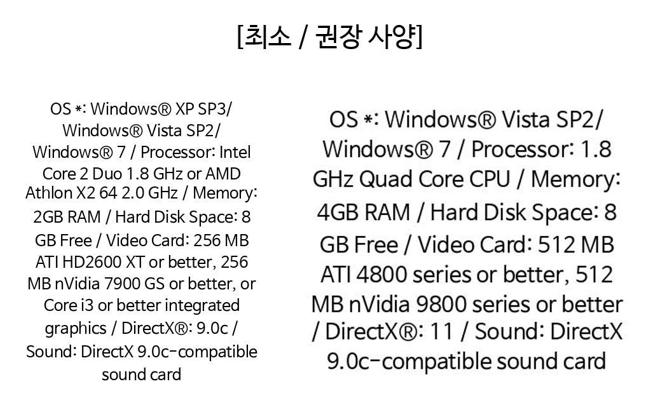 [최소 / 권장 사양]
OS *: Windows® XP SP3/
Windows® Vista SP2/
Windows® 7 / Processor: Intel
Core 2 Duo 1.8 GHz or AMD
Athlon X2 64 2.0 GHz / Memory:
2GB RAM / Hard Disk Space: 8
GB Free / Video Card: 256 MB
ATI HD2600 XT or better, 256
MB nVidia 7900 GS or better, or
Core i3 or better integrated
graphics / DirectX®: 9.0c /
Sound: DirectX 9.0c-compatible
sound card
OS *: Windows® Vista SP2/
Windows® 7 / Processor: 1.8
GHz Quad Core CPU / Memory:
4GB RAM / Hard Disk Space: 8
GB Free / Video Card: 512 MB
ATI 4800 series or better, 512
MB nVidia 9800 series or better
/ DirectX®: 11 / Sound: DirectX
9.0c-compatible sound card